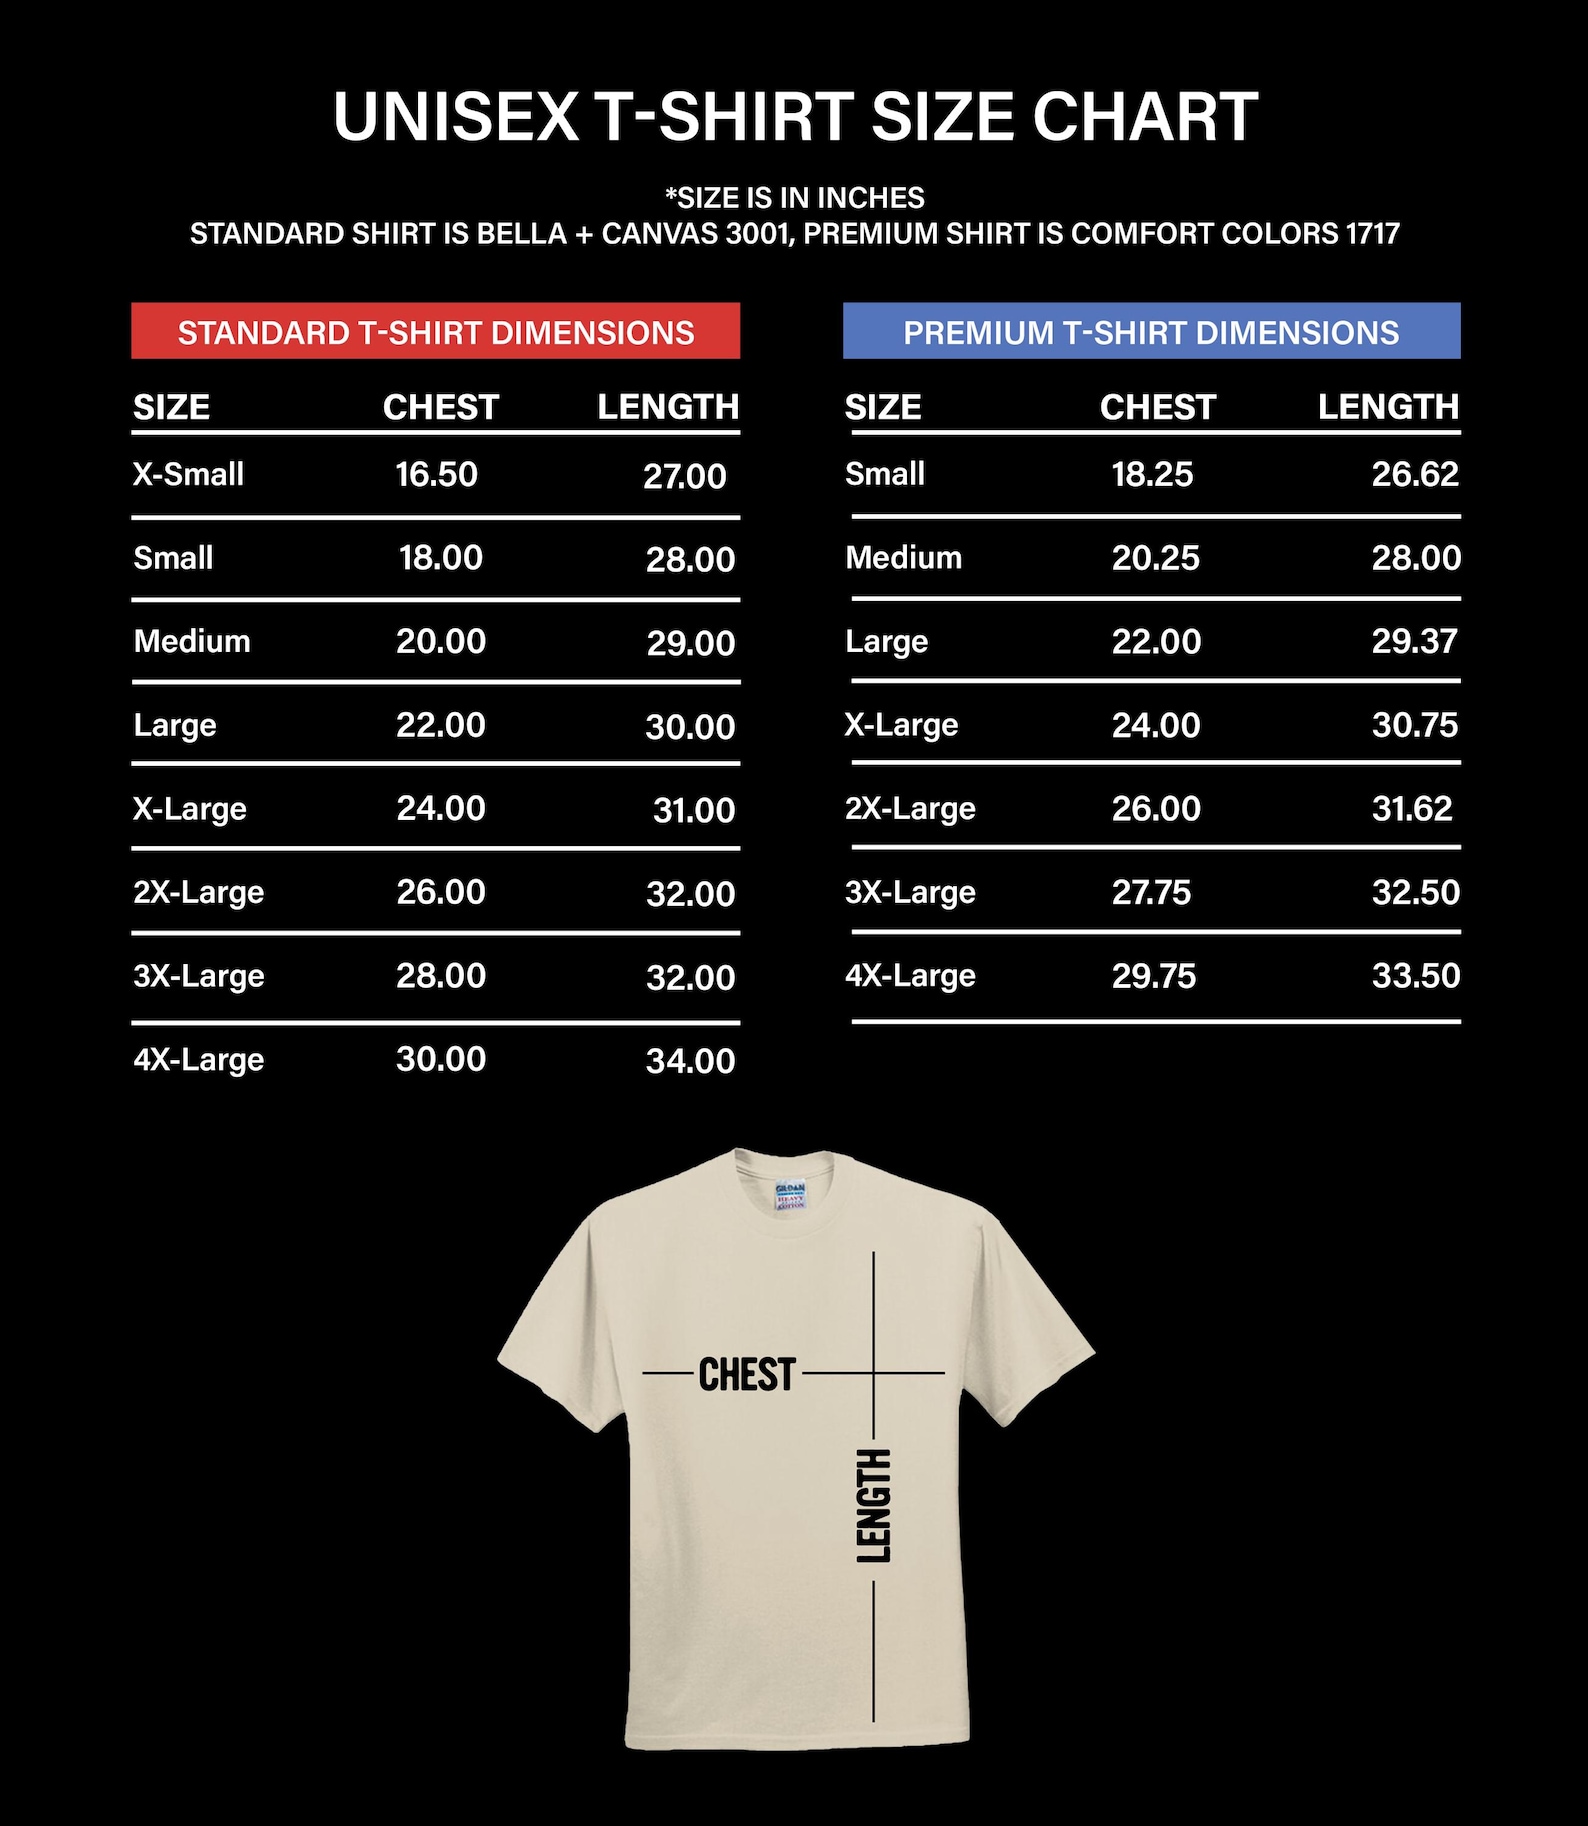 UNISEX T-SHIRT SIZE CHART
*SIZE IS IN INCHES
STANDARD SHIRT IS BELLA + CANVAS 3001, PREMIUM SHIRT IS COMFORT COLORS 1717
STANDARD T-SHIRT DIMENSIONS
SIZE CHEST LENGTH
X-Small 16.50 27.00
Small 18.00 28.00
Medium 20.00 29.00
Large 22.00 30.00
X-Large 24.00 31.00
2X-Large 26.00 32.00
3X-Large 28.00 32.00
4X-Large 30.00 34.00
PREMIUM T-SHIRT DIMENSIONS
SIZE CHEST LENGTH
Small 18.25 26.62
Medium 20.25 28.00
Large 22.00 29.37
X-Large 24.00 30.75
2X-Large 26.00 31.62
3X-Large 27.75 32.50
4X-Large 29.75 33.50
GILDAN
HEAVY
COTTON
CHEST
LENGTH